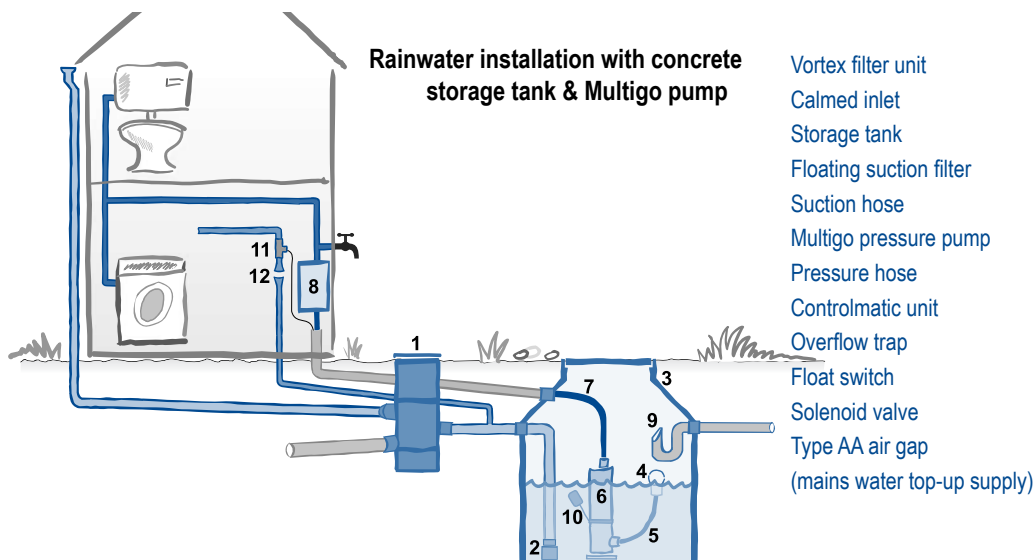 Rainwater installation with concrete
storage tank & Multigo pump
Vortex filter unit
Calmed inlet
Storage tank
Floating suction filter
Suction hose
Multigo pressure pump
Pressure hose
Controlmatic unit
Overflow trap
Float switch
Solenoid valve
Type AA air gap
(mains water top-up supply)
11
12
8
1
7
3
9
4
6
10
5
2